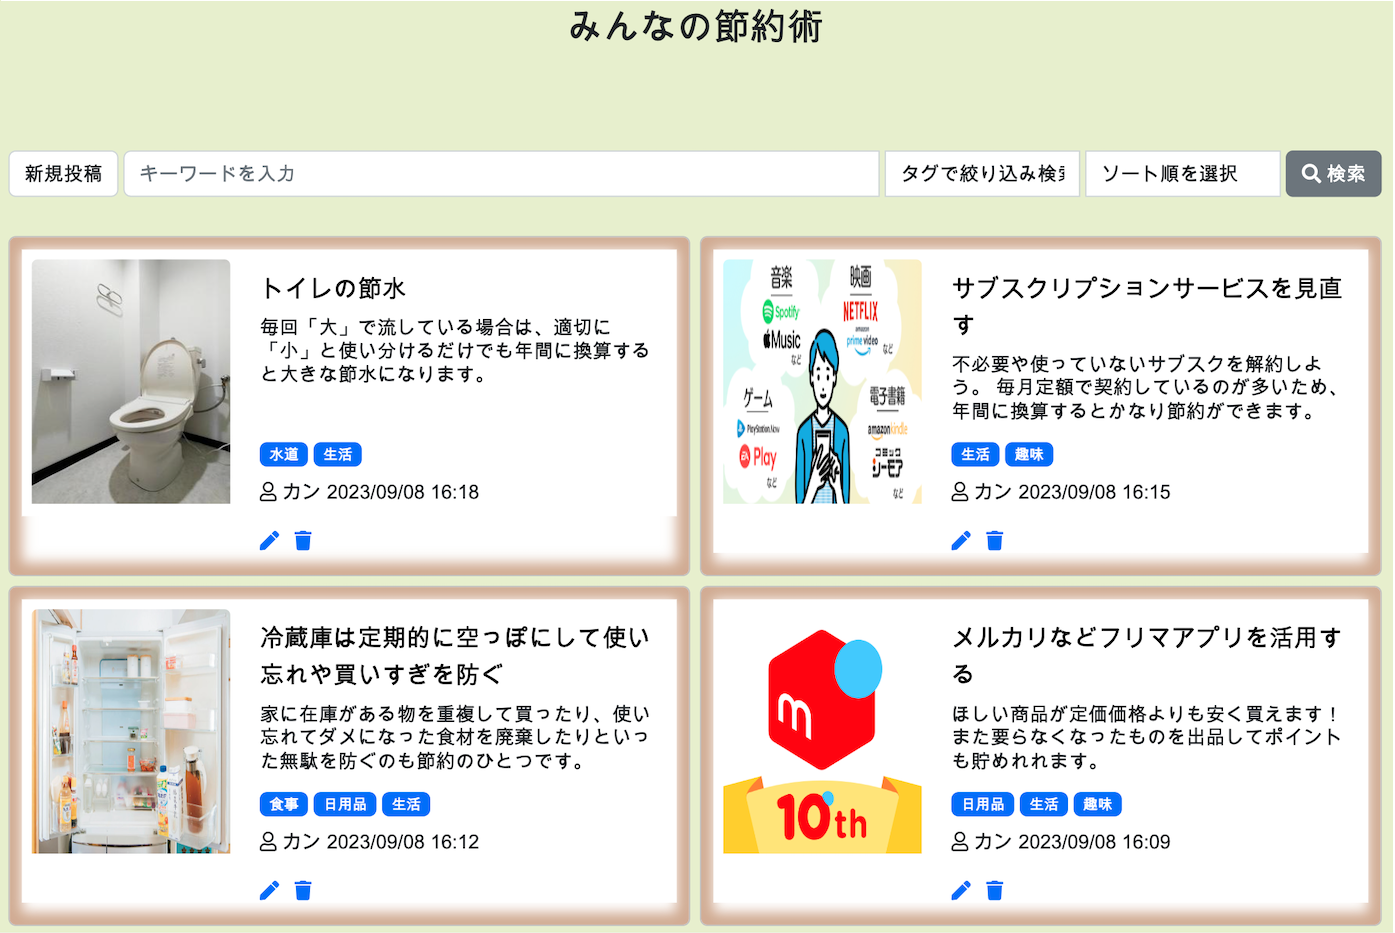 みんなの節約術
新規投稿
キーワードを入力
タグで絞り込み検索
ソート順を選択
検索
トイレの節水
毎回「大」で流している場合は、適切に
「小」と使い分けるだけでも年間に換算する
と大きな節水になります。
水道 生活
カン 2023/09/08 16:18
音楽
Spotify
Music
など
映画
NETFLIX
amazon
prime video
など
ゲーム
PlayStation Now
EA Play
など
電子書籍
amazon kindle
コミック
シーモア
など
サブスクリプションサービスを見直
す
不必要や使っていないサブスクを解約しよ
う。 毎月定額で契約しているのが多いため、
年間に換算するとかなり節約ができます。
生活 趣味
カン 2023/09/08 16:15
冷蔵庫は定期的に空っぽにして使い
忘れや買いすぎを防ぐ
家に在庫がある物を重複して買ったり、使い
忘れてダメになった食材を廃棄したりといっ
た無駄を防ぐのも節約のひとつです。
食事 日用品 生活
カン 2023/09/08 16:12
m
10th
メルカリなどフリマアプリを活用す
る
ほしい商品が定価価格よりも安く買えます！
また要らなくなったものを出品してポイント
も貯めれれます。
日用品 生活 趣味
カン 2023/09/08 16:09